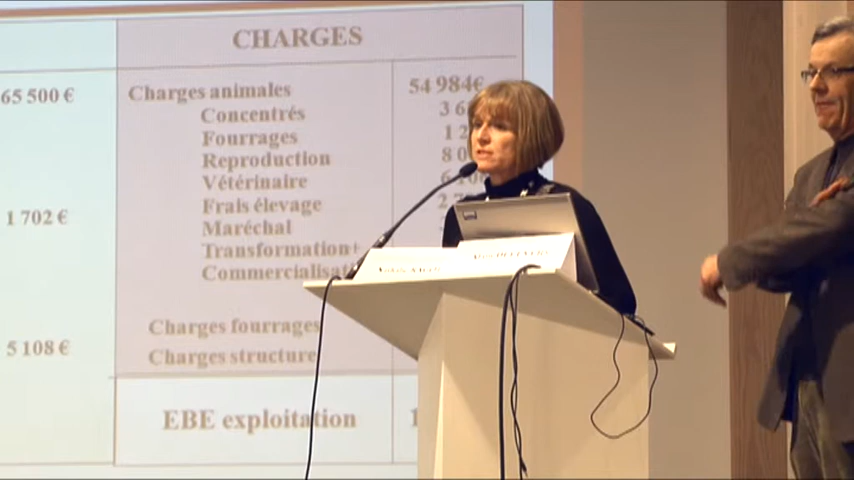 CHARGES
65 500 €
Charges animales 54 984 €
Concentrés
Fourrages
Reproduction
Vétérinaire
Frais élevage
1 702 € Maréchal
Transformation+
Commercialisat
Charges fourrag
5 108 € Charges structure
EBE exploitation